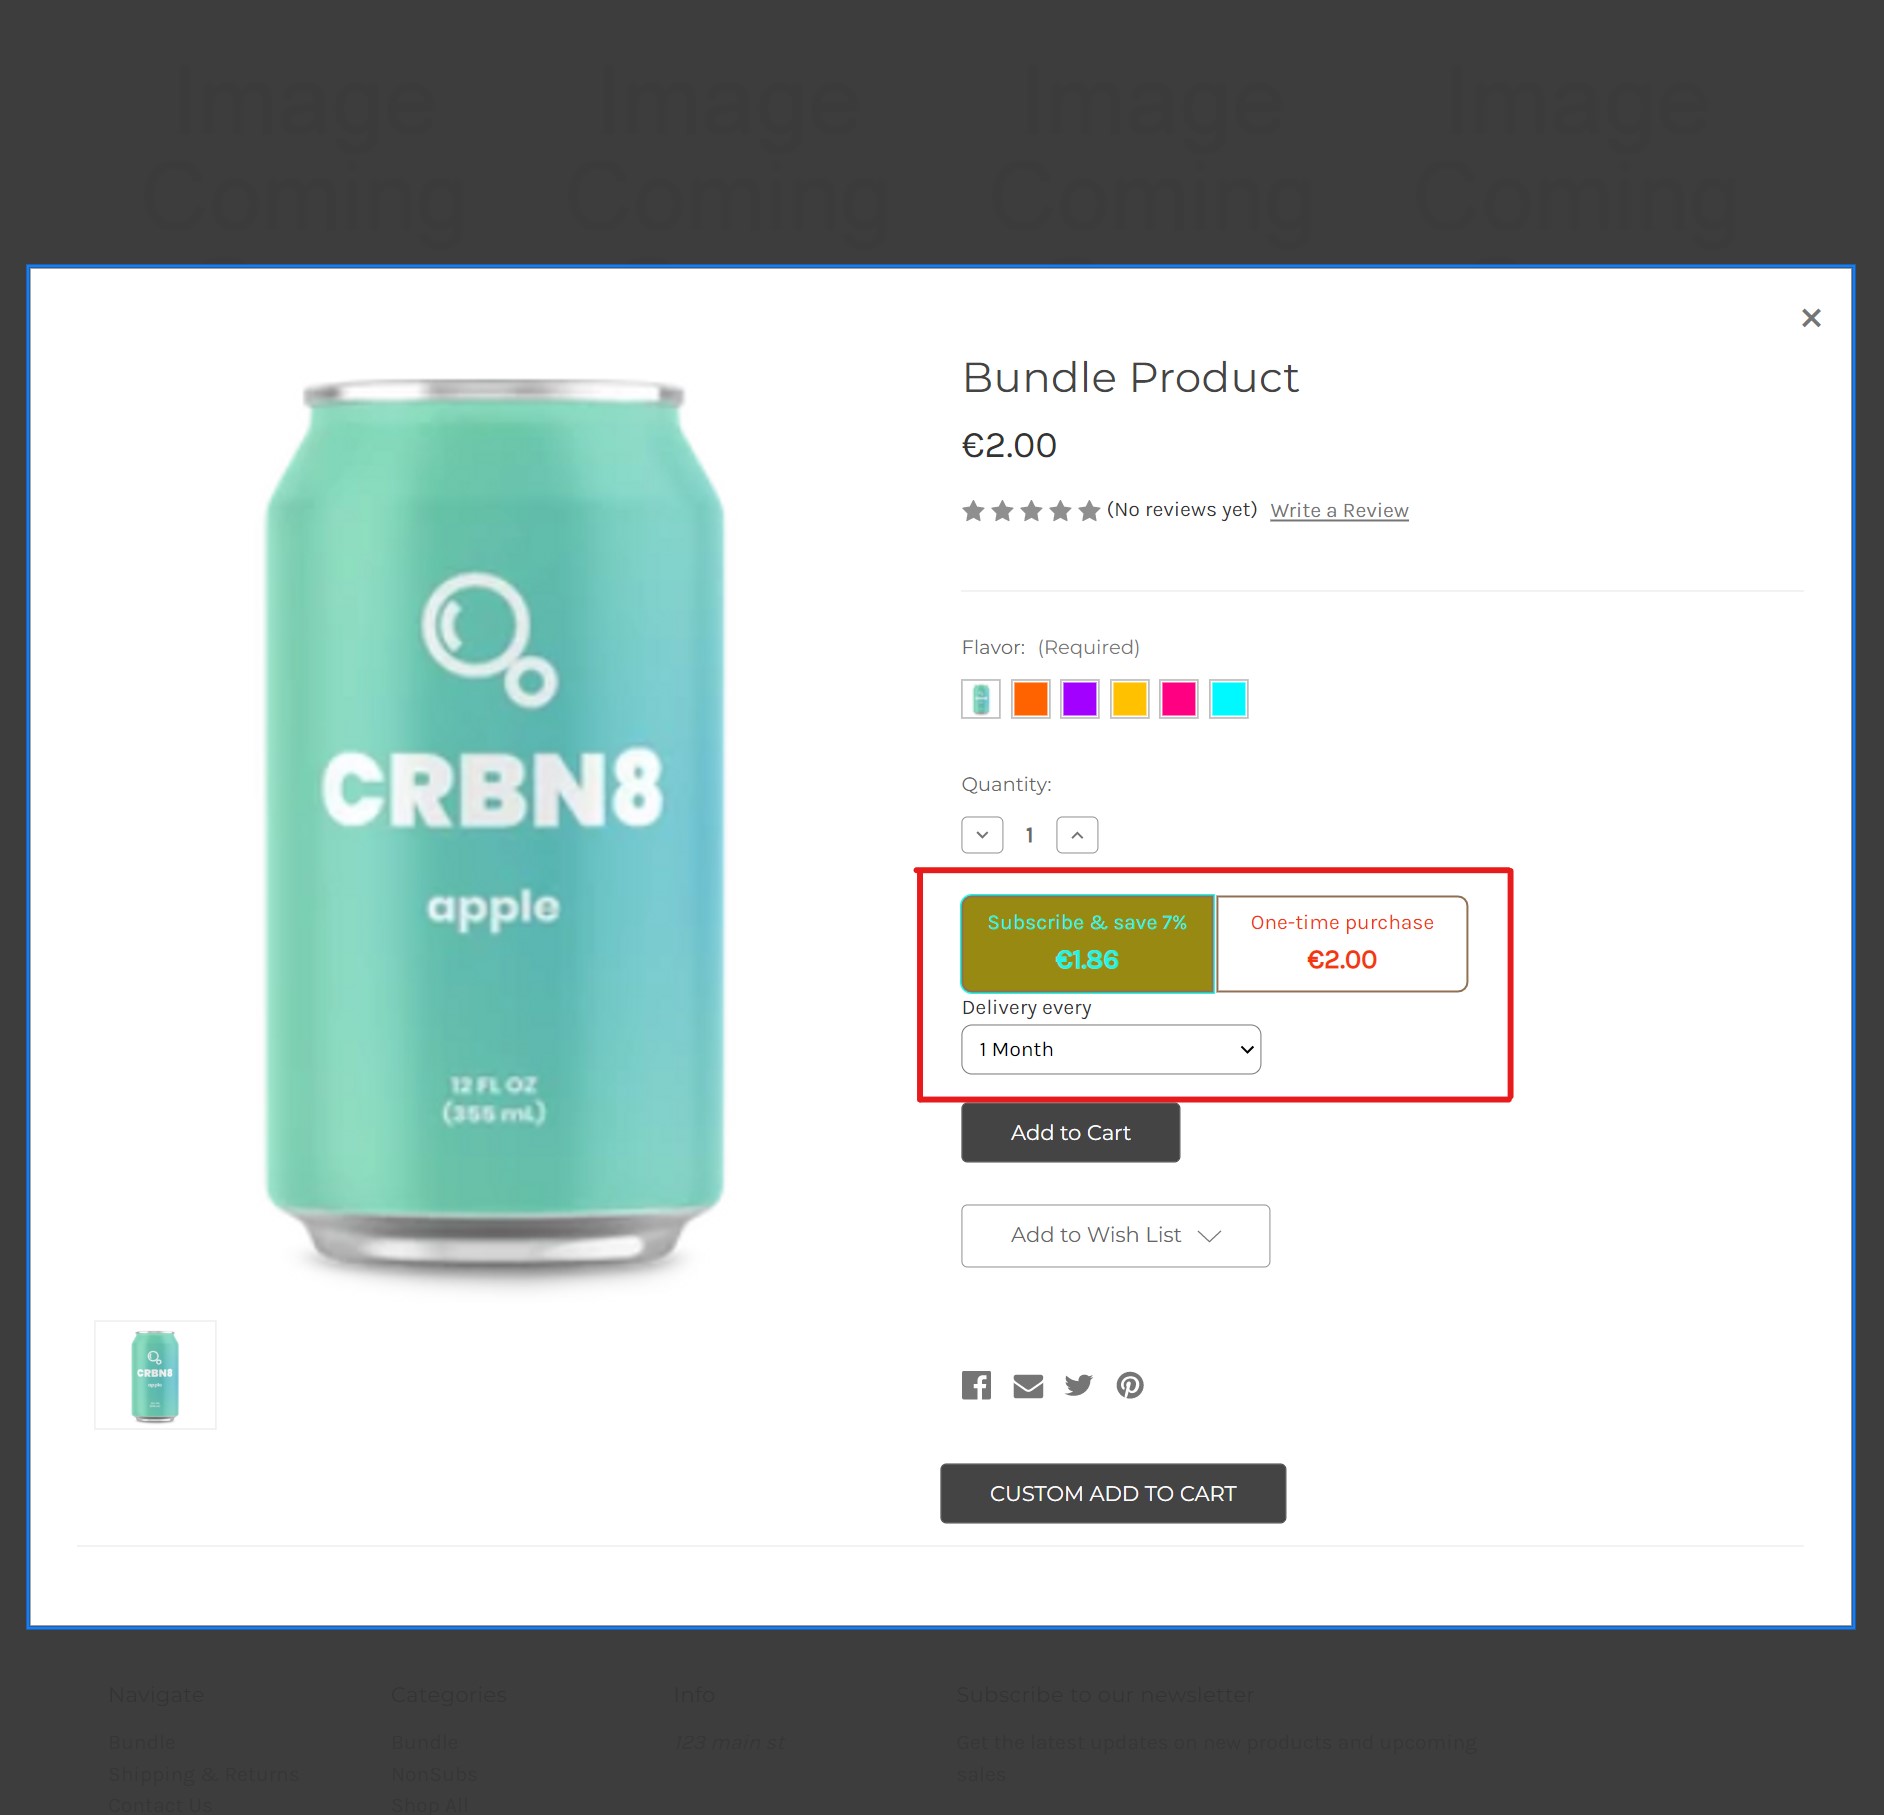 Image Image Image Image
Coming Coming Coming Coming
Bundle Product
€2.00
(No reviews yet) Write a Review
Flavor: (Required)
Quantity:
1
Subscribe & save 7% One-time purchase
€1.86 €2.00
Delivery every
1 Month
Add to Cart
Add to Wish List
CUSTOM ADD TO CART
CRBN8
apple
12 FL OZ
(355 mL)
CRBN8
apple
Navigate Categories Info Subscribe to our newsletter
Bundle Bundle 123 main st Get the latest updates on new products and upcoming
Shipping & Returns NonSubs sales
Contact Us Shop All